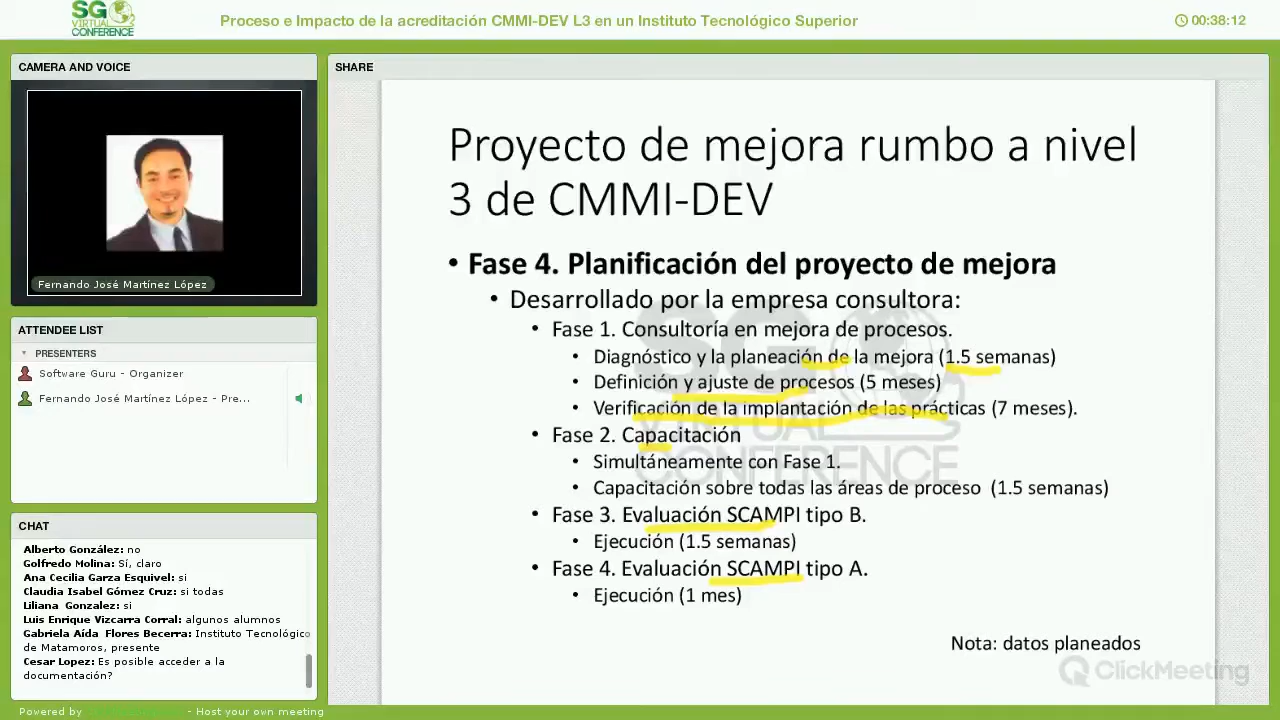 SG
VIRTUAL
CONFERENCE
Proceso e Impacto de la acreditación CMMI-DEV L3 en un Instituto Tecnológico Superior
00:38:12
CAMERA AND VOICE
Fernando José Martínez López
ATTENDEE LIST
PRESENTERS
Software Guru - Organizer
Fernando José Martínez López - Pre...
CHAT
Alberto González: no
Golfredo Molina: Sí, claro
Ana Cecilia Garza Esquivel: si
Claudia Isabel Gómez Cruz: si todas
Liliana Gonzalez: si
Luis Enrique Vizcarra Corral: algunos alumnos
Gabriela Aída Flores Becerra: Instituto Tecnológico
de Matamoros, presente
Cesar Lopez: Es posible acceder a la
documentación?
SHARE
Proyecto de mejora rumbo a nivel
3 de CMMI-DEV
• Fase 4. Planificación del proyecto de mejora
• Desarrollado por la empresa consultora:
• Fase 1. Consultoría en mejora de procesos.
• Diagnóstico y la planeación de la mejora (1.5 semanas)
• Definición y ajuste de procesos (5 meses)
• Verificación de la implantación de las prácticas (7 meses).
• Fase 2. Capacitación
• Simultáneamente con Fase 1.
• Capacitación sobre todas las áreas de proceso (1.5 semanas)
• Fase 3. Evaluación SCAMPI tipo B.
• Ejecución (1.5 semanas)
• Fase 4. Evaluación SCAMPI tipo A.
• Ejecución (1 mes)
Nota: datos planeados
SG
VIRTUAL
CONFERENCE
ClickMeeting
Powered by
- Host your own meeting